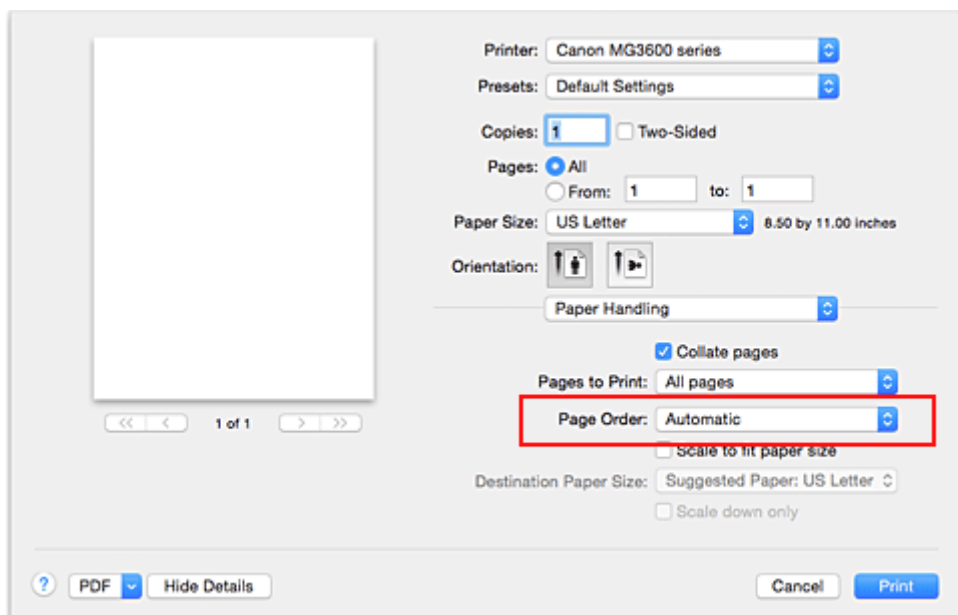 Printer: Canon MG3600 series
Presets: Default Settings
Copies: 1 Two-Sided
Pages: All
From: 1 to: 1
Paper Size: US Letter 8.50 by 11.00 inches
Orientation:
Paper Handling
Collate pages
Pages to Print: All pages
1 of 1
Page Order: Automatic
Scale to fit paper size
Destination Paper Size: Suggested Paper: US Letter
Scale down only
? PDF Hide Details Cancel Print